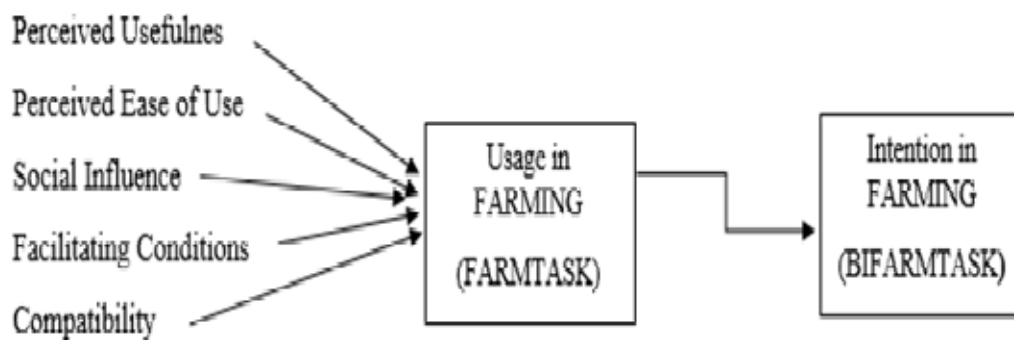 Perceived Usefulnes
Perceived Ease of Use
Social Influence
Facilitating Conditions
Compatibility
Usage in
FARMING
(FARMTASK)
Intention in
FARMING
(BIFARMTASK)